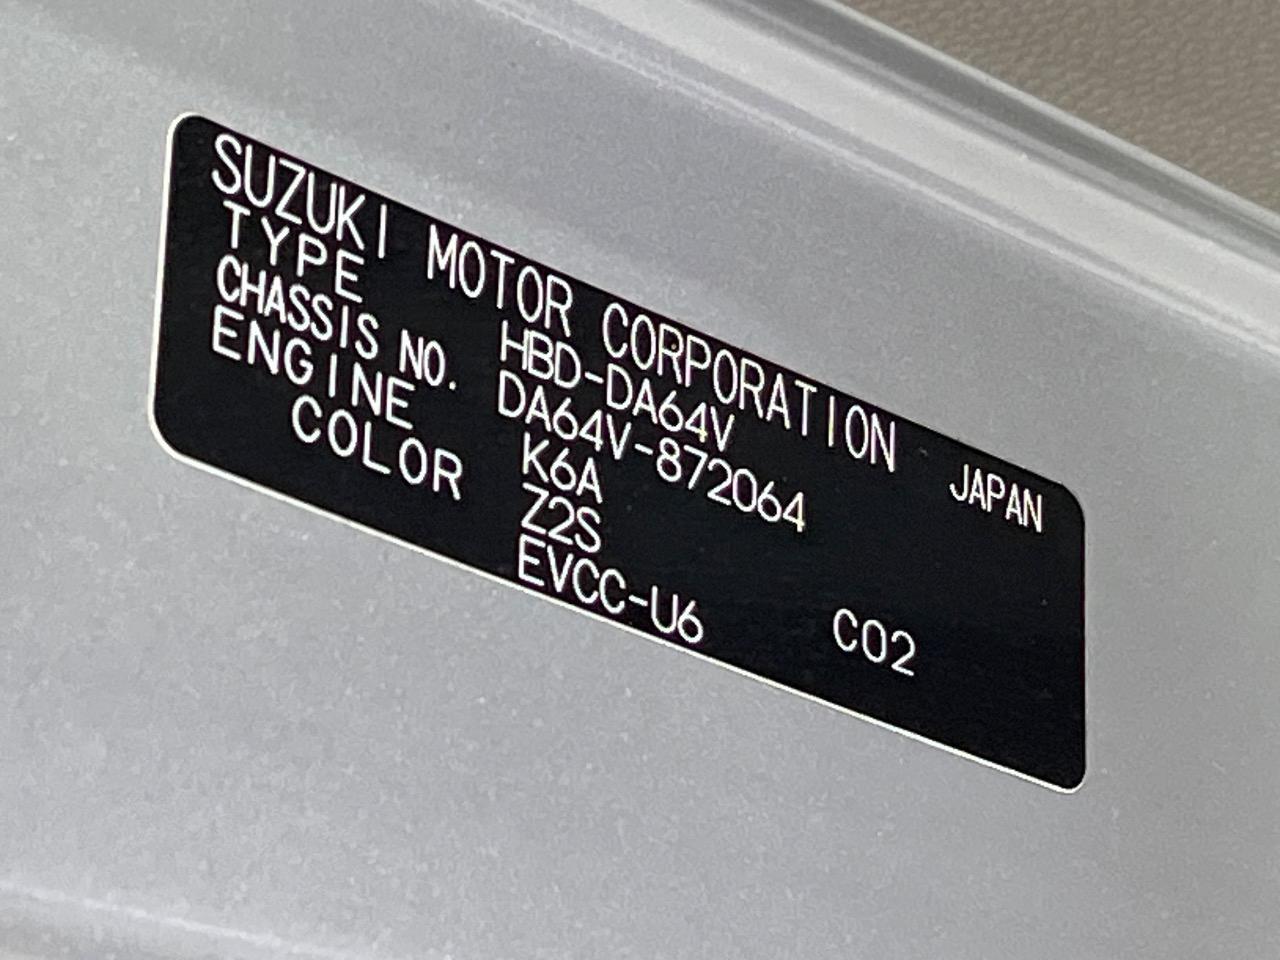 SUZUKI MOTOR CORPORATION JAPAN
TYPE HBD-DA64V
CHASSIS NO. DA64V-872064
ENGINE K6A
COLOR Z2S
EVCC-U6 C02